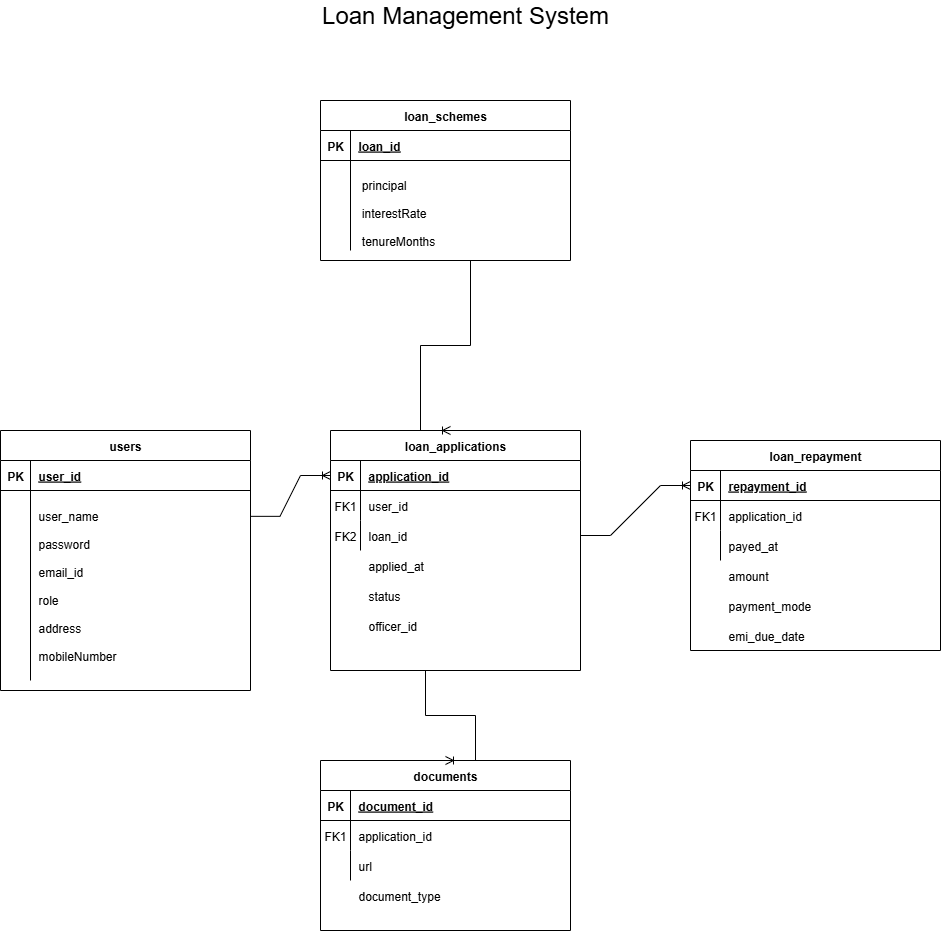 Loan Management System
loan_schemes
PK loan_id
principal
interestRate
tenureMonths
users
PK user_id
user_name
password
email_id
role
address
mobileNumber
loan_applications
PK application_id
FK1 user_id
FK2 loan_id
applied_at
status
officer_id
loan_repayment
PK repayment_id
FK1 application_id
payed_at
amount
payment_mode
emi_due_date
documents
PK document_id
FK1 application_id
url
document_type